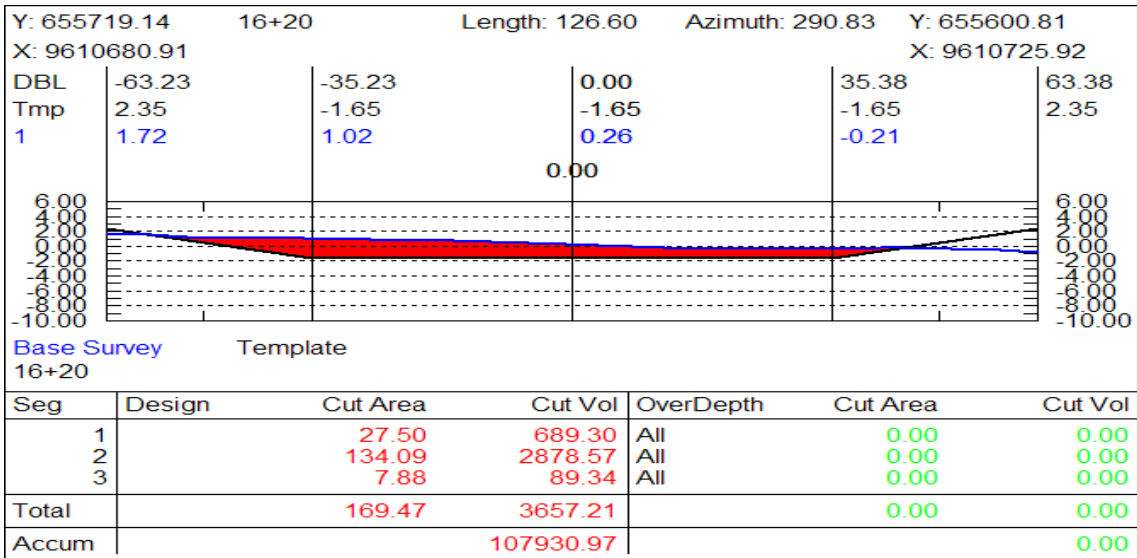 Y: 655719.14 16+20 Length: 126.60 Azimuth: 290.83 Y: 655600.81
X: 9610680.91 X: 9610725.92
DBL -63.23 -35.23 0.00 35.38 63.38
Tmp 2.35 -1.65 -1.65 -1.65 2.35
1 1.72 1.02 0.26 -0.21
0.00
6.00 6.00
4.00 4.00
2.00 2.00
0.00 0.00
-2.00 -2.00
-4.00 -4.00
-6.00 -6.00
-8.00 -8.00
-10.00 -10.00
Base Survey Template
16+20
Seg Design Cut Area Cut Vol OverDepth Cut Area Cut Vol
1 27.50 689.30 All 0.00 0.00
2 134.09 2878.57 All 0.00 0.00
3 7.88 89.34 All 0.00 0.00
Total 169.47 3657.21 0.00 0.00
Accum 107930.97 0.00